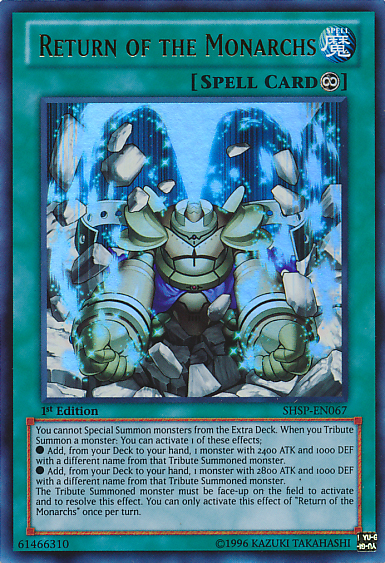 RETURN OF THE MONARCHS
SPELL
魔
[SPELL CARD]
1st Edition
SHSP-EN067
You cannot Special Summon monsters from the Extra Deck. When you Tribute
Summon a monster: You can activate 1 of these effects;
● Add, from your Deck to your hand, 1 monster with 2400 ATK and 1000 DEF
with a different name from that Tribute Summoned monster.
● Add, from your Deck to your hand, 1 monster with 2800 ATK and 1000 DEF
with a different name from that Tribute Summoned monster.
The Tribute Summoned monster must be face-up on the field to activate
and to resolve this effect. You can only activate this effect of "Return of the
Monarchs" once per turn.
61466310
©1996 KAZUKI TAKAHASHI